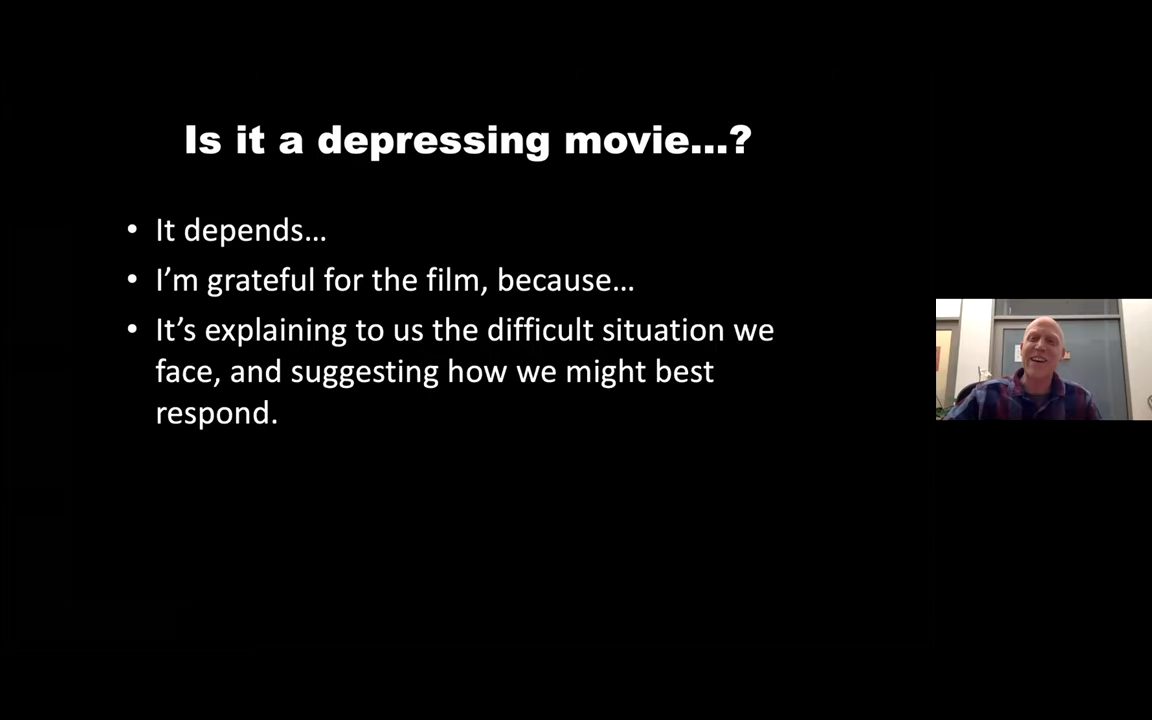 Is it a depressing movie...?
• It depends...
• I'm grateful for the film, because...
• It's explaining to us the difficult situation we
face, and suggesting how we might best
respond.